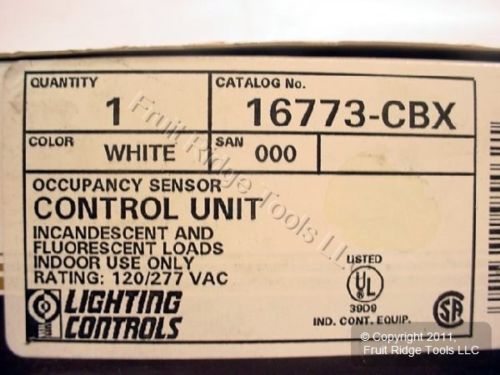 QUANTITY
1
CATALOG No.
16773-CBX
COLOR
WHITE
SAN
000
OCCUPANCY SENSOR
CONTROL UNIT
INCANDESCENT AND
FLUORESCENT LOADS
INDOOR USE ONLY
RATING: 120/277 VAC
LIGHTING
CONTROLS
LISTED
UL
39D9
IND. CONT. EQUIP.
SA
Fruit Ridge Tools LLC
© Copyright 2011,
Fruit Ridge Tools LLC